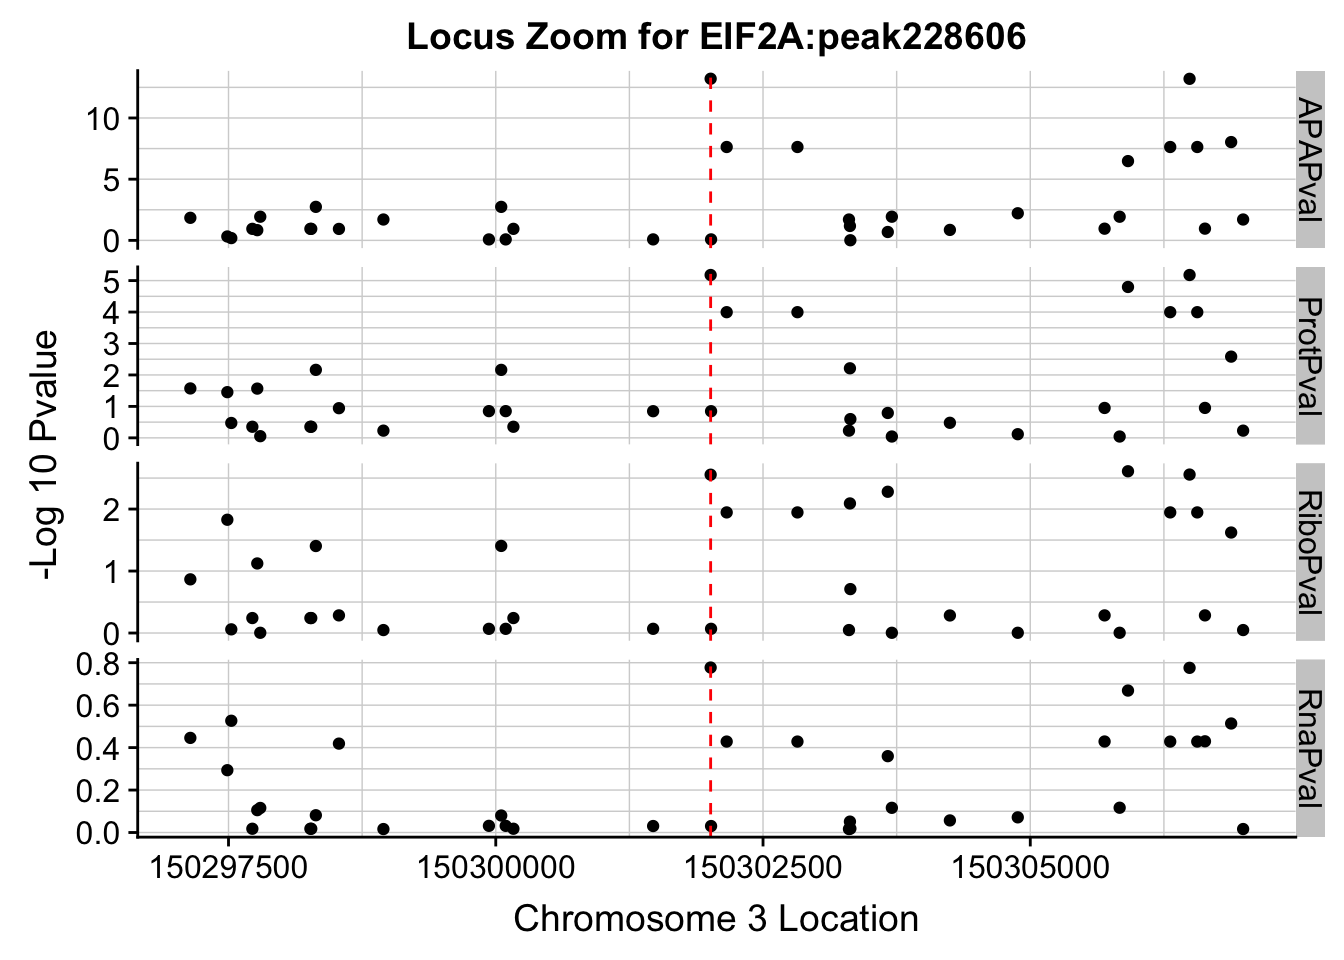 Locus Zoom for EIF2A:peak228606
-Log 10 Pvalue
10
5
0
APAPval
5
4
3
2
1
0
ProtPval
2
1
0
RiboPval
0.8
0.6
0.4
0.2
0.0
RnaPval
150297500 150300000 150302500 150305000
Chromosome 3 Location